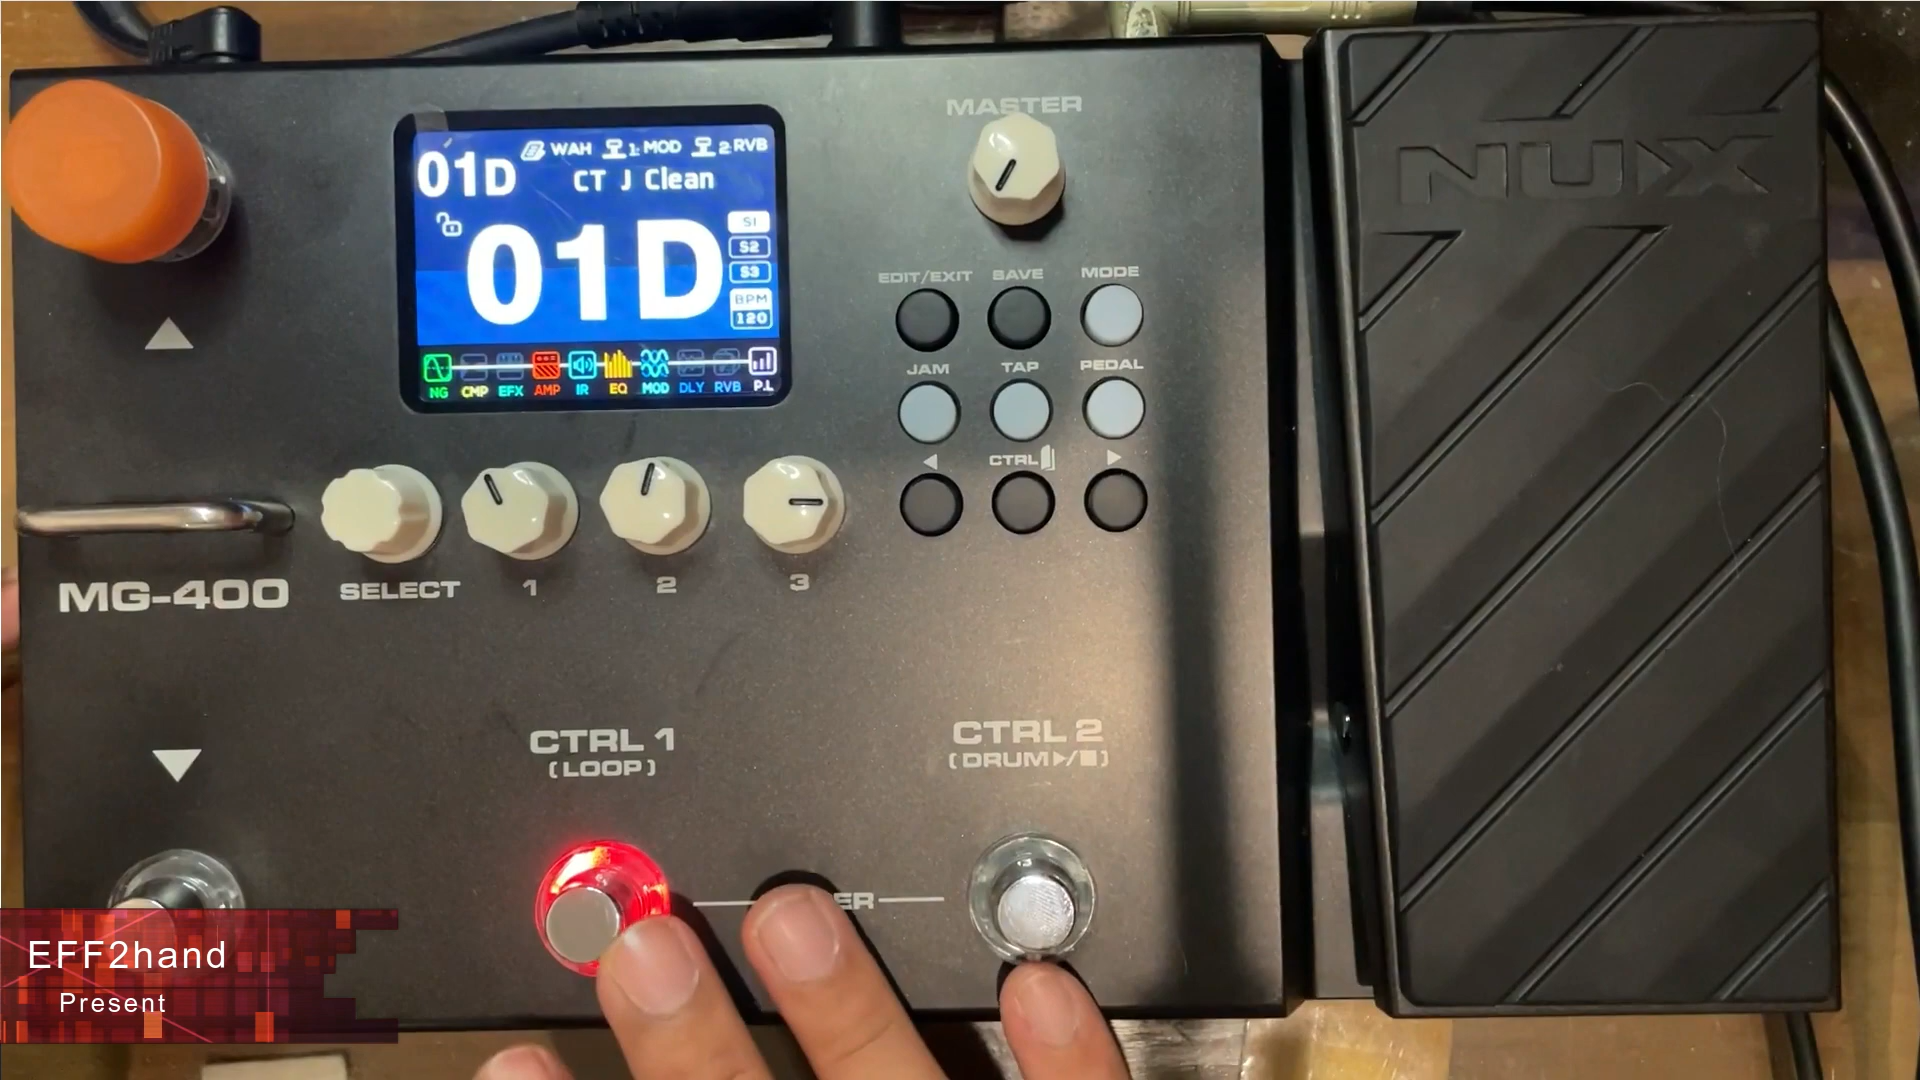 MASTER
NUX
WAH 1: MOD 2: RVB
01D
CT J Clean
01D
S1
S2
S3
BPM
120
NG CMP EFX AMP IR EQ MOD DLY RVB P.L
EDIT/EXIT SAVE MODE
JAM TAP PEDAL
CTRL
MG-400
SELECT 1 2 3
CTRL 1
(LOOP)
CTRL 2
(DRUM /)
EFF2hand
Present